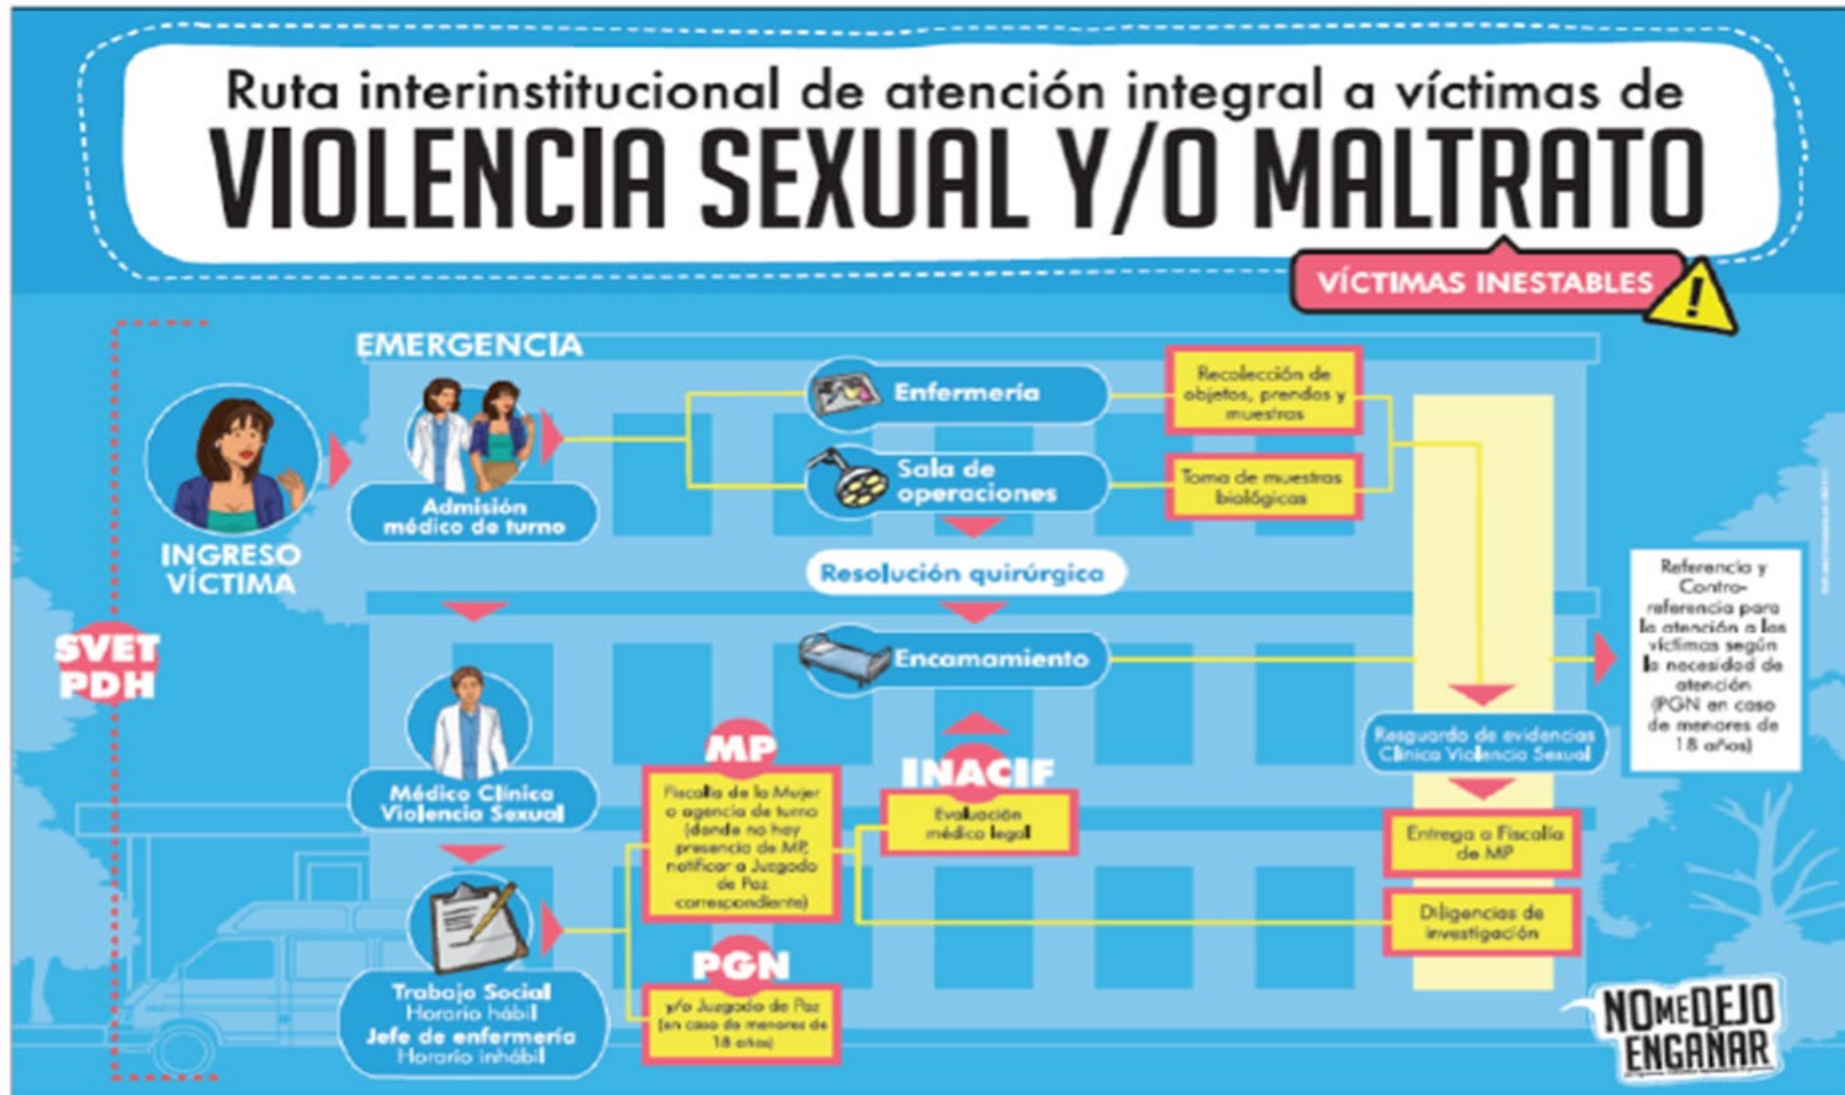 Ruta interinstitucional de atención integral a víctimas de
VIOLENCIA SEXUAL Y/O MALTRATO
VÍCTIMAS INESTABLES
!
EMERGENCIA
INGRESO
VÍCTIMA
Admisión
médico de turno
Enfermería
Recolección de
objetos, prendas y
muestras
Sala de
operaciones
Toma de muestras
biológicas
Resolución quirúrgica
Encamamiento
Referencia y
Contra-
referencia para
la atención a las
víctimas según
la necesidad de
atención
(PGN en caso
de menores de
18 años)
SVET
PDH
Médico Clínica
Violencia Sexual
MP
Fiscalía de la Mujer
o agencia de turno
(donde no hay
presencia de MP,
notificar a Juzgado
de Paz
correspondiente)
INACIF
Evaluación
médico legal
Resguardo de evidencias
Clínica Violencia Sexual
Entrega a Fiscalía
de MP
Diligencias de
investigación
Trabajo Social
Horario hábil
Jefe de enfermería
Horario inhábil
PGN
y/o Juzgado de Paz
(en caso de menores de
18 años)
NO ME DEJO
ENGAÑAR